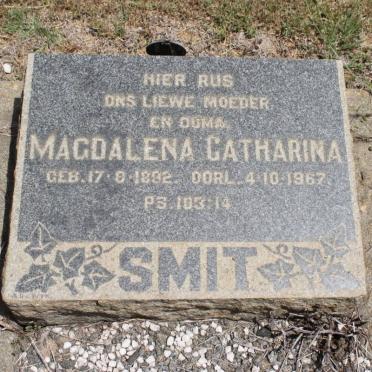 HIER RUS
ONS LIEWE MOEDER
EN OUMA
MAGDALENA CATHARINA
GEB. 17·8·1892. OORL. 4·10·1967.
PS. 103:14
SMIT